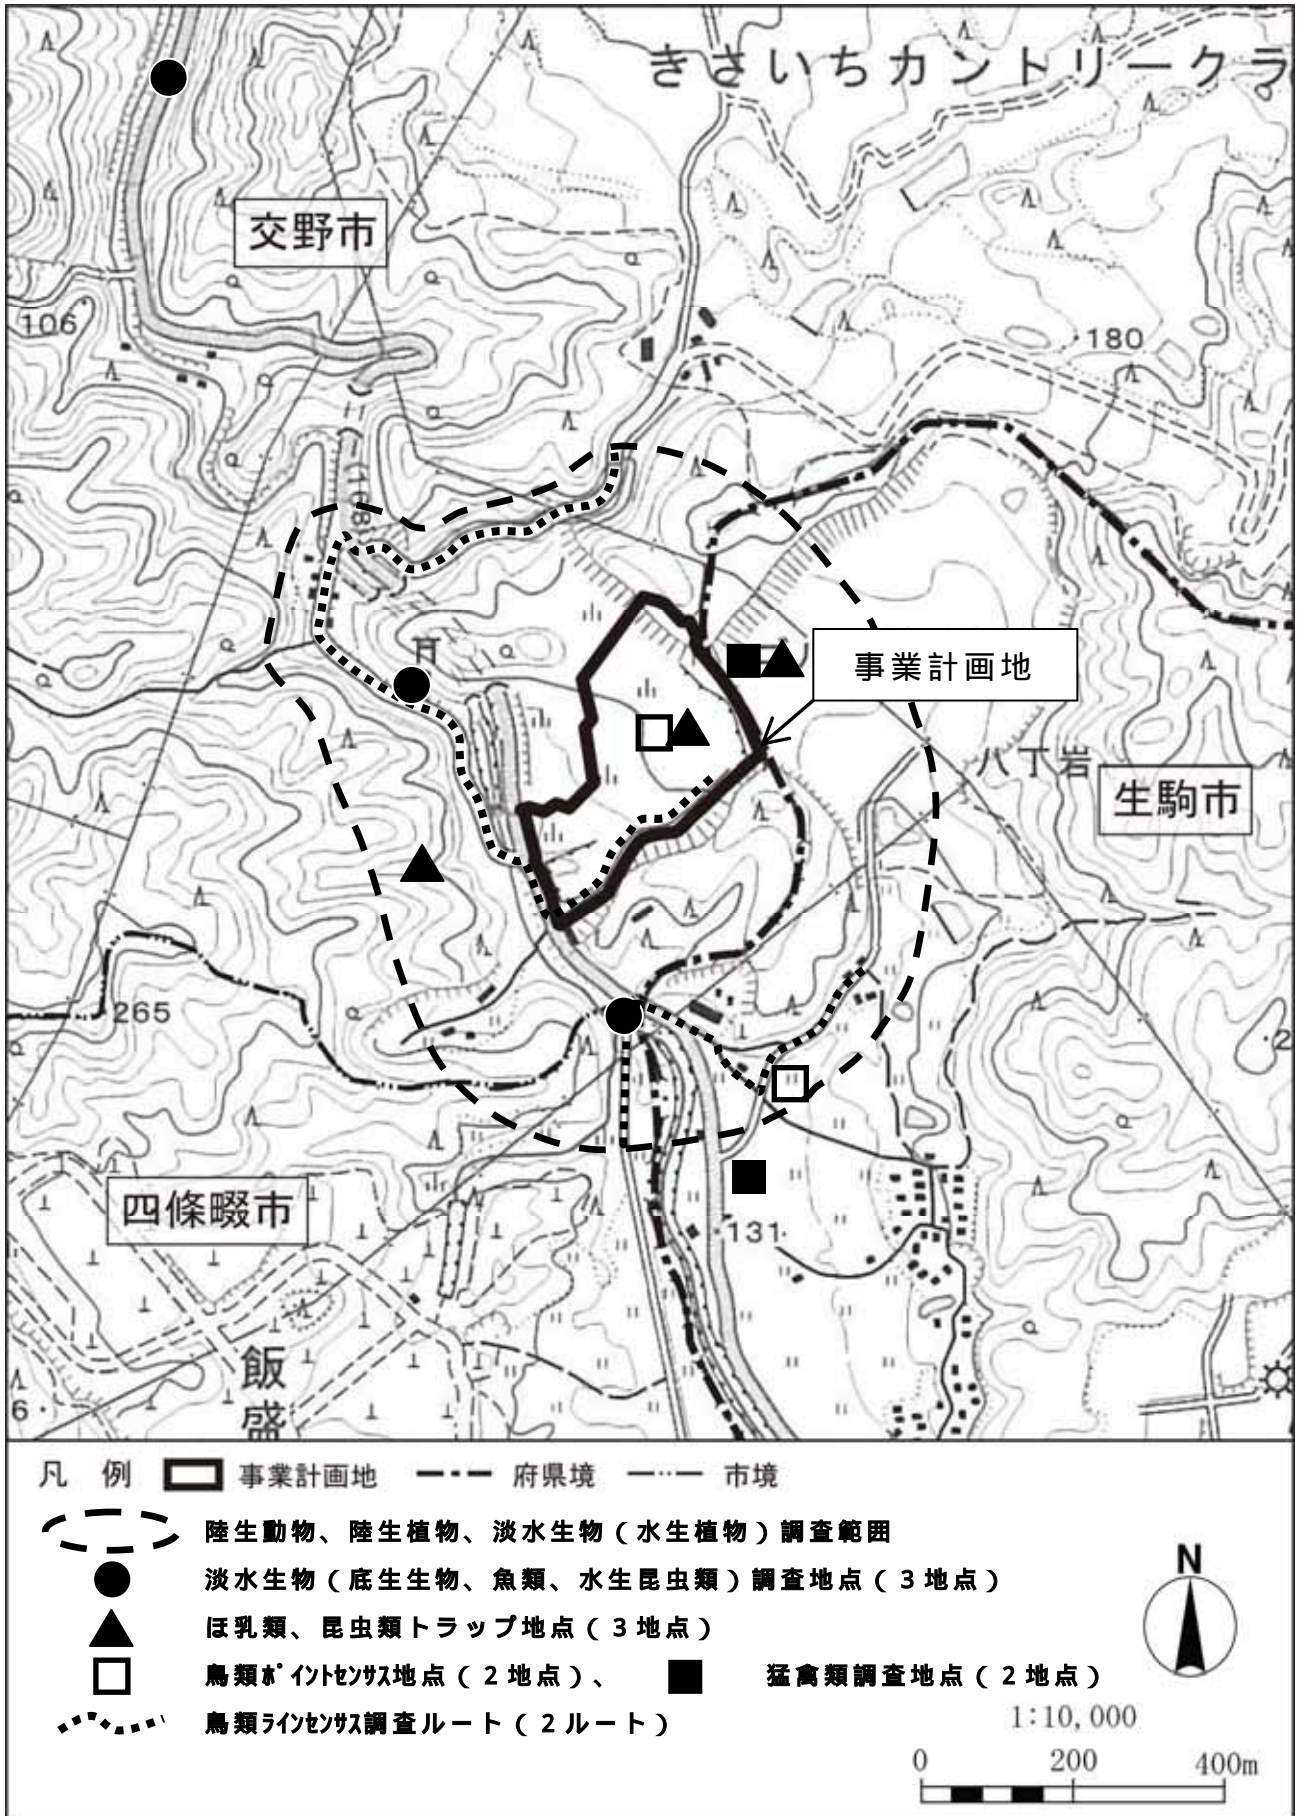 きさいちカントリークラ
交野市
106
180
168
事業計画地
八丁岩
生駒市
265
四條畷市
131
飯盛
6
2
凡 例 事業計画地 府県境 市境
陸生動物、陸生植物、淡水生物（水生植物）調査範囲
淡水生物（底生生物、魚類、水生昆虫類）調査地点（3地点）
ほ乳類、昆虫類トラップ地点（3地点）
鳥類ﾎﾟｲﾝﾄｾﾝｻｽ地点（2地点）、 猛禽類調査地点（2地点）
鳥類ﾗｲﾝｾﾝｻｽ調査ルート（2ルート）
N
1:10,000
0 200 400m